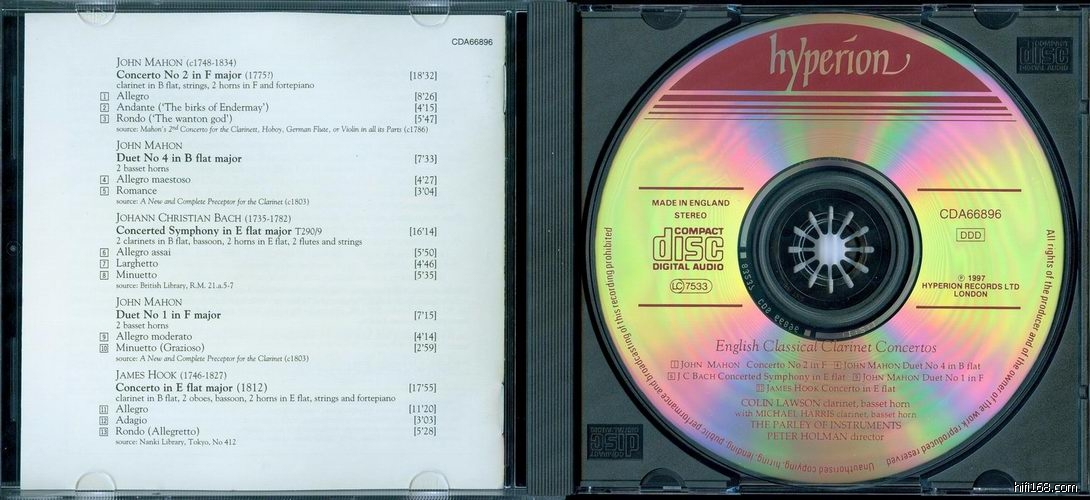 CDA66896
JOHN MAHON (c1748-1834)
Concerto No 2 in F major (1775?) [18'32]
clarinet in B flat, strings, 2 horns in F and fortepiano
1 Allegro [8'26]
2 Andante ('The birks of Endermay') [4'15]
3 Rondo ('The wanton god') [5'47]
source: Mahon's 2nd Concerto for the Clarinett, Hoboy, German Flute, or Violin in all its Parts (c1786)
JOHN MAHON
Duet No 4 in B flat major [7'33]
2 basset horns
4 Allegro maestoso [4'27]
5 Romance [3'04]
source: A New and Complete Preceptor for the Clarinet (c1803)
JOHANN CHRISTIAN BACH (1735-1782)
Concerted Symphony in E flat major T290/9 [16'14]
2 clarinets in B flat, bassoon, 2 horns in E flat, 2 flutes and strings
6 Allegro assai [5'50]
7 Larghetto [4'46]
8 Minuetto [5'35]
source: British Library, R.M. 21.a.5-7
JOHN MAHON
Duet No 1 in F major [7'15]
2 basset horns
9 Allegro moderato [4'14]
10 Minuetto (Grazioso) [2'59]
source: A New and Complete Preceptor for the Clarinet (c1803)
JAMES HOOK (1746-1827)
Concerto in E flat major (1812) [17'55]
clarinet in B flat, 2 oboes, bassoon, 2 horns in E flat, strings and fortepiano
11 Allegro [11'20]
12 Adagio [3'03]
13 Rondo (Allegretto) [5'28]
source: Nanki Library, Tokyo, No 412
hyperion
COMPACT
disc
DIGITAL AUDIO
MADE IN ENGLAND
STEREO
COMPACT
disc
DIGITAL AUDIO
LC 7533
CDA66896
DDD
℗ 1997
HYPERION RECORDS LTD
LONDON
English Classical Clarinet Concertos
1 JOHN MAHON Concerto No 2 in F 4 JOHN MAHON Duet No 4 in B flat
6 J C BACH Concerted Symphony in E flat 9 JOHN MAHON Duet No 1 in F
11 JAMES HOOK Concerto in E flat
COLIN LAWSON clarinet, basset horn
with MICHAEL HARRIS clarinet, basset horn
THE PARLEY OF INSTRUMENTS
PETER HOLMAN director
All rights of the producer and of the owner of the work reproduced reserved. Unauthorised copying, hiring, lending, public performance and broadcasting of this recording prohibited
COMPACT
disc
DIGITAL AUDIO
hifi168.com